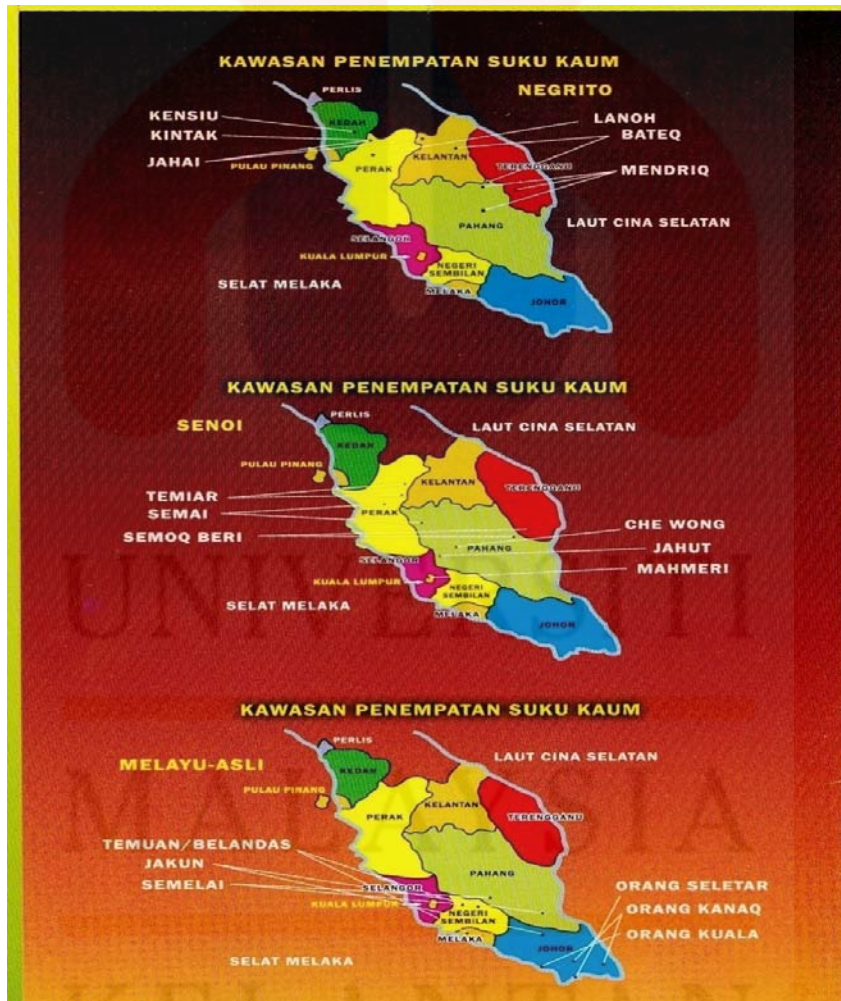 KAWASAN PENEMPATAN SUKU KAUM
NEGRITO
PERLIS
KENSIU
KEDAH
LANOH
KINTAK
BATEQ
JAHAI
PULAU PINANG
PERAK
KELANTAN
TERENGGANU
MENDRIQ
PAHANG
LAUT CINA SELATAN
SELANGOR
KUALA LUMPUR
NEGERI
SEMBILAN
SELAT MELAKA
MELAKA
JOHOR
KAWASAN PENEMPATAN SUKU KAUM
PERLIS
SENOI
LAUT CINA SELATAN
KEDAH
PULAU PINANG
KELANTAN
TERENGGANU
TEMIAR
SEMAI
PERAK
SEMOQ BERI
CHE WONG
PAHANG
JAHUT
SELANGOR
MAHMERI
KUALA LUMPUR
NEGERI
SEMBILAN
SELAT MELAKA
MELAKA
JOHOR
UNIVERSITI
KAWASAN PENEMPATAN SUKU KAUM
PERLIS
LAUT CINA SELATAN
MELAYU-ASLI
KEDAH
PULAU PINANG
KELANTAN
PERAK
TERENGGANU
MALAYSIA
TEMUAN/BELANDAS
JAKUN
PAHANG
SEMELAI
SELANGOR
ORANG SELETAR
KUALA LUMPUR
NEGERI
SEMBILAN
ORANG KANAQ
ORANG KUALA
MELAKA
JOHOR
SELAT MELAKA
KELANTAN